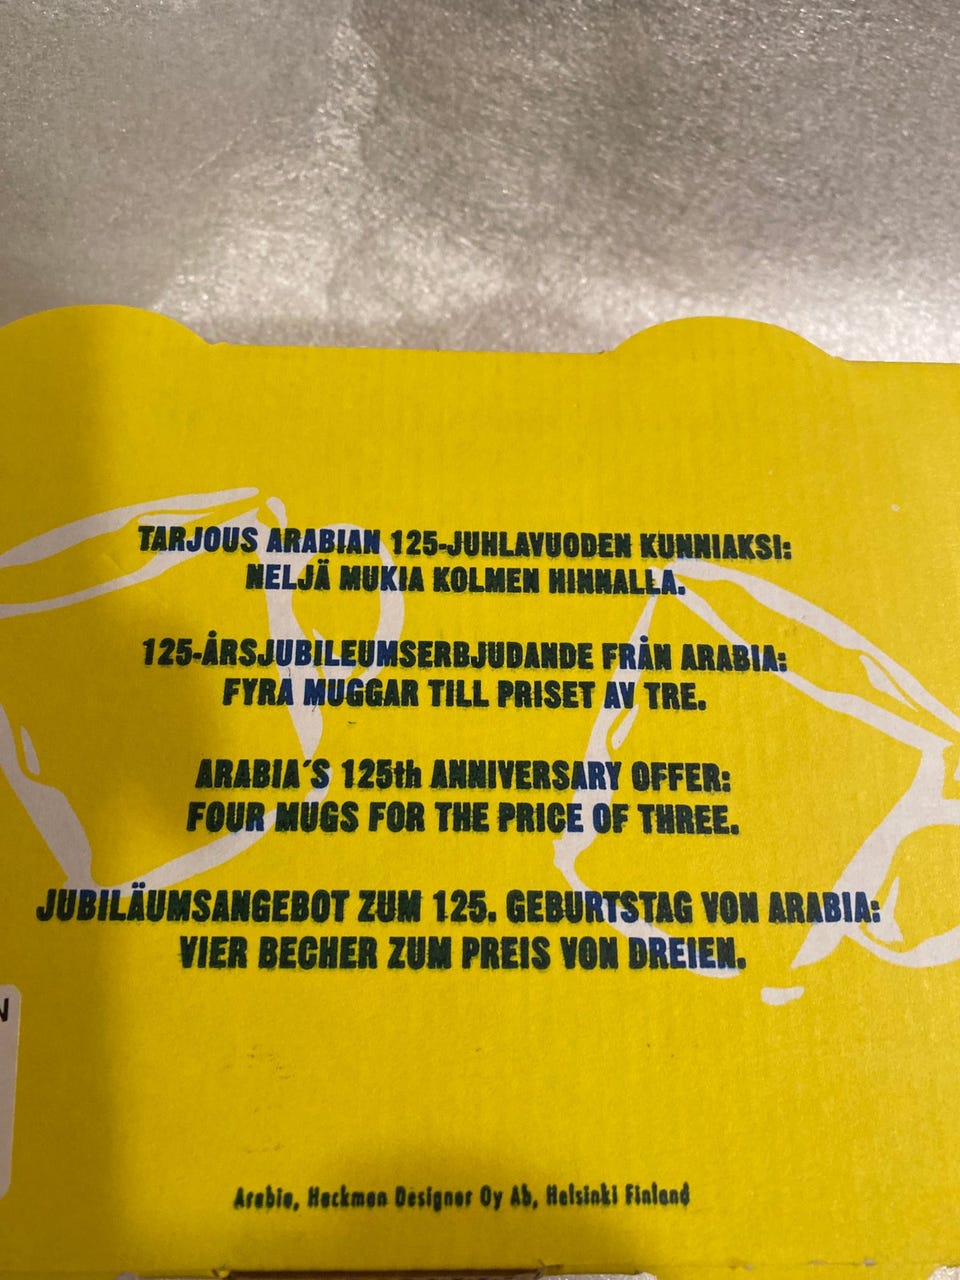 TARJOUS ARABIAN 125-JUHLAVUODEN KUNNIAKSI:
NELJÄ MUKIA KOLMEN HINNALLA.
125-ÅRSJUBILEUMSERBJUDANDE FRÅN ARABIA:
FYRA MUGGAR TILL PRISET AV TRE.
ARABIA´S 125th ANNIVERSARY OFFER:
FOUR MUGS FOR THE PRICE OF THREE.
JUBILÄUMSANGEBOT ZUM 125. GEBURTSTAG VON ARABIA:
VIER BECHER ZUM PREIS VON DREIEN.
Arabia, Hackman Designor Oy Ab, Helsinki Finland